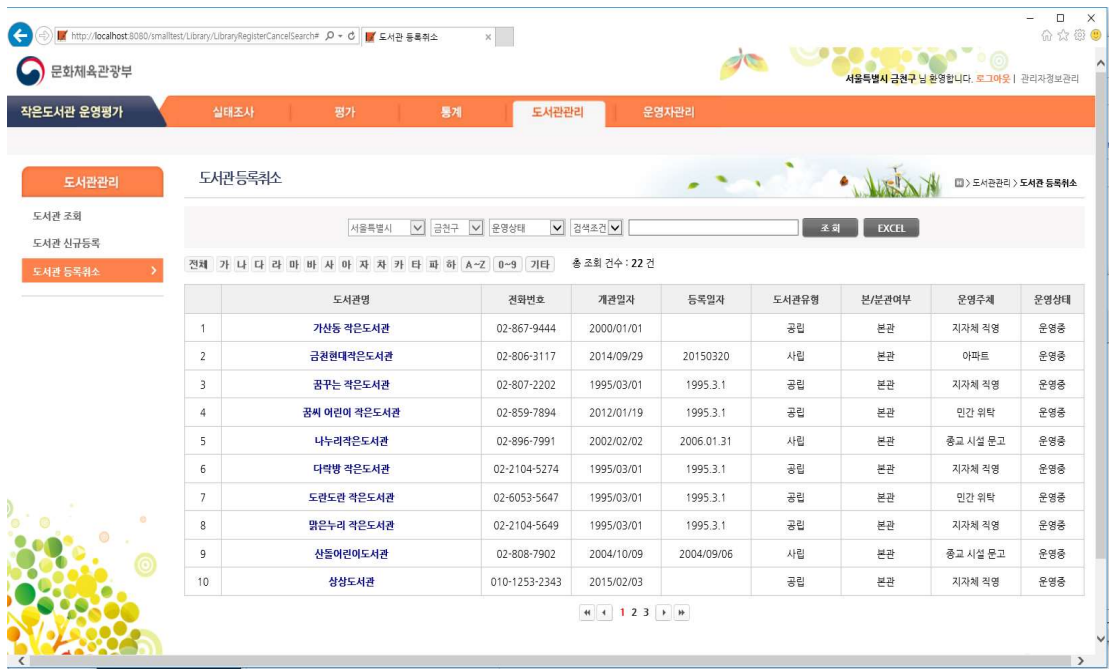 http://localhost:8080/smalltest/Library/LibraryRegisterCancelSearch# 도서관 등록취소
문화체육관광부
서울특별시 금천구 님 환영합니다. 로그아웃 | 관리자정보관리
작은도서관 운영평가 실태조사 평가 통계 도서관관리 운영자관리
도서관관리
도서관 조회
도서관 신규등록
도서관 등록취소
도서관 등록취소
> 도서관관리 > 도서관 등록취소
서울특별시 금천구 운영상태 검색조건 조회 EXCEL
전체 가 나 다 라 마 바 사 아 자 차 카 타 파 하 A~Z 0~9 기타 총 조회 건수 : 22 건
도서관명 전화번호 개관일자 등록일자 도서관유형 본/분관여부 운영주체 운영상태
1 가산동 작은도서관 02-867-9444 2000/01/01 공립 본관 지자체 직영 운영중
2 금천현대작은도서관 02-806-3117 2014/09/29 20150320 사립 본관 아파트 운영중
3 꿈꾸는 작은도서관 02-807-2202 1995/03/01 1995.3.1 공립 본관 지자체 직영 운영중
4 꿈씨 어린이 작은도서관 02-859-7894 2012/01/19 1995.3.1 공립 본관 민간 위탁 운영중
5 나누리작은도서관 02-896-7991 2002/02/02 2006.01.31 사립 본관 종교 시설 문고 운영중
6 다락방 작은도서관 02-2104-5274 1995/03/01 1995.3.1 공립 본관 지자체 직영 운영중
7 도란도란 작은도서관 02-6053-5647 1995/03/01 1995.3.1 공립 본관 민간 위탁 운영중
8 맑은누리 작은도서관 02-2104-5649 1995/03/01 1995.3.1 공립 본관 지자체 직영 운영중
9 산돌어린이도서관 02-808-7902 2004/10/09 2004/09/06 사립 본관 종교 시설 문고 운영중
10 상상도서관 010-1253-2343 2015/02/03 공립 본관 지자체 직영 운영중
1 2 3